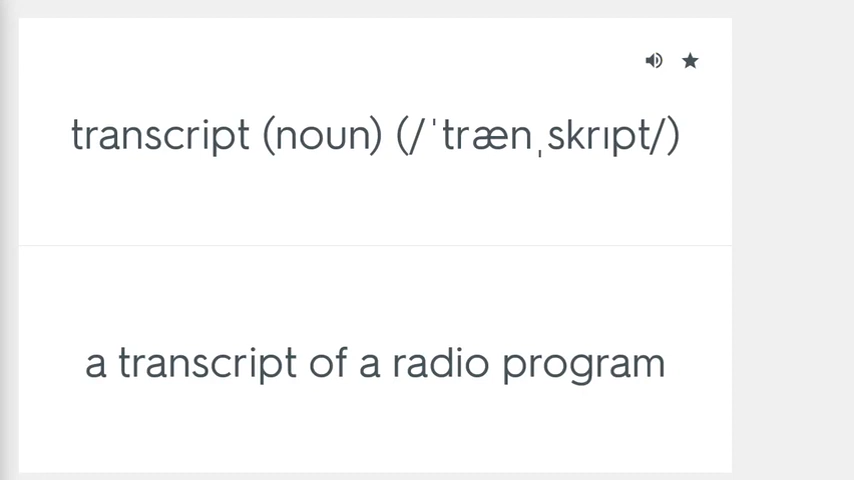 transcript (noun) (/ˈtrænˌskrɪpt/)
a transcript of a radio program